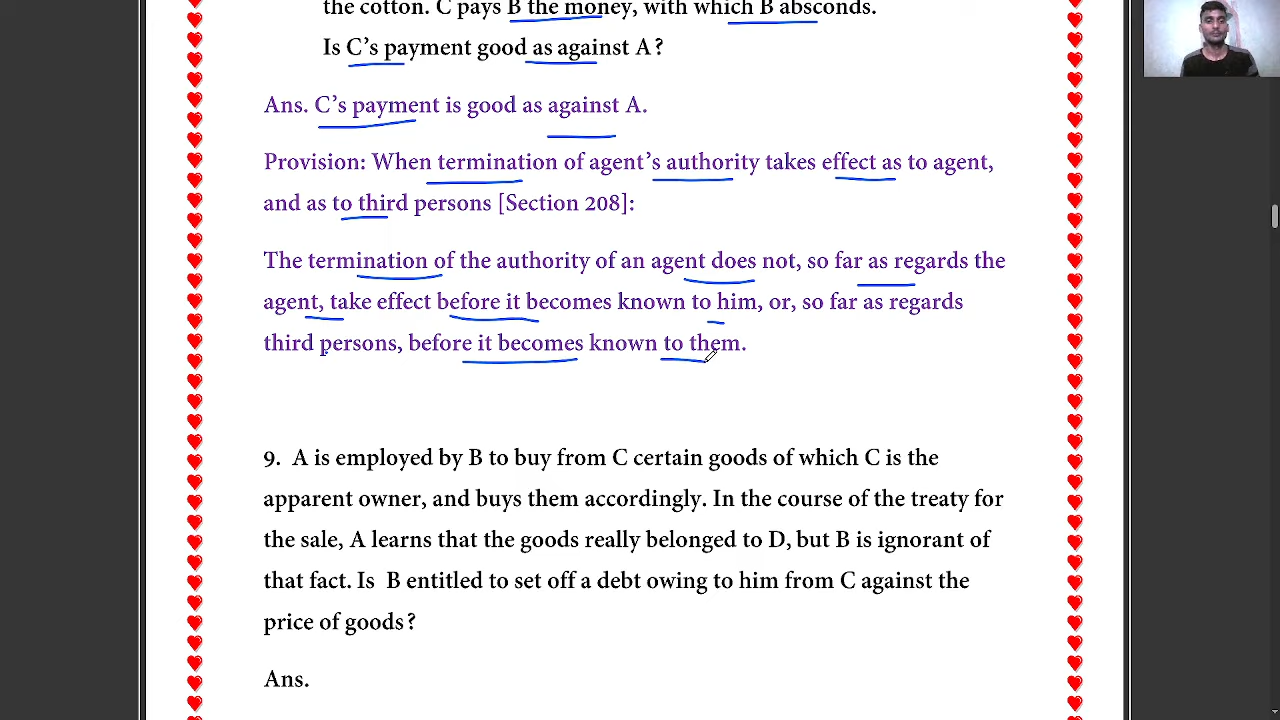 the cotton. C pays B the money, with which B absconds.
Is C's payment good as against A?
Ans. C's payment is good as against A.
Provision: When termination of agent's authority takes effect as to agent,
and as to third persons [Section 208]:
The termination of the authority of an agent does not, so far as regards the
agent, take effect before it becomes known to him, or, so far as regards
third persons, before it becomes known to them.
9. A is employed by B to buy from C certain goods of which C is the
apparent owner, and buys them accordingly. In the course of the treaty for
the sale, A learns that the goods really belonged to D, but B is ignorant of
that fact. Is B entitled to set off a debt owing to him from C against the
price of goods?
Ans.